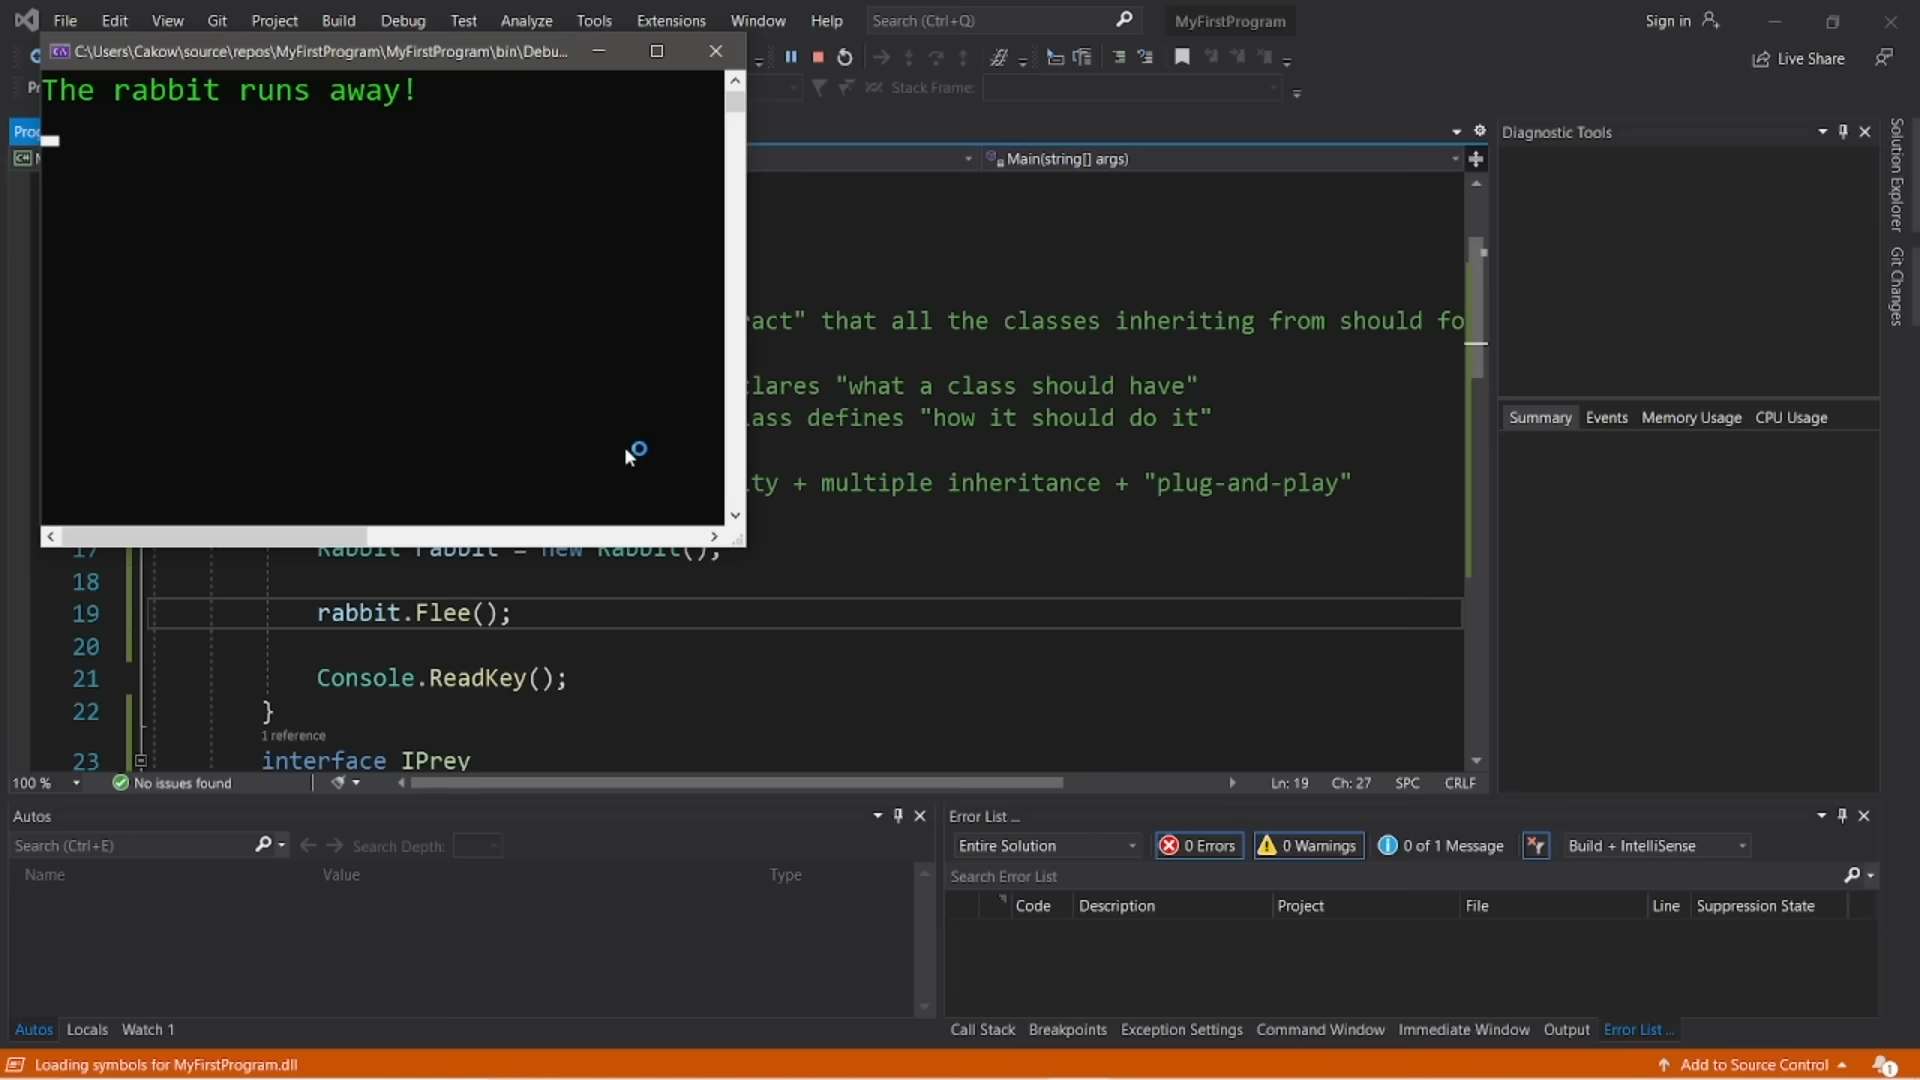 File Edit View Git Project Build Debug Test Analyze Tools Extensions Window Help Search (Ctrl+Q) MyFirstProgram Sign in
C:\Users\Cakow\source\repos\MyFirstProgram\MyFirstProgram\bin\Debu...
Live Share
Stack Frame:
The rabbit runs away!
Diagnostic Tools
Main(string[] args)
Solution Explorer
Git Changes
act" that all the classes inheriting from should fo
clares "what a class should have"
ass defines "how it should do it"
ity + multiple inheritance + "plug-and-play"
Summary Events Memory Usage CPU Usage
17 Rabbit rabbit = new Rabbit();
18
19 rabbit.Flee();
20
21 Console.ReadKey();
22 }
1 reference
23 interface IPrey
100 % No issues found Ln: 19 Ch: 27 SPC CRLF
Autos
Search (Ctrl+E) Search Depth:
Name Value Type
Autos Locals Watch 1
Error List ...
Entire Solution 0 Errors 0 Warnings 0 of 1 Message Build + IntelliSense
Search Error List
Code Description Project File Line Suppression State
Call Stack Breakpoints Exception Settings Command Window Immediate Window Output Error List ...
Loading symbols for MyFirstProgram.dll Add to Source Control 1